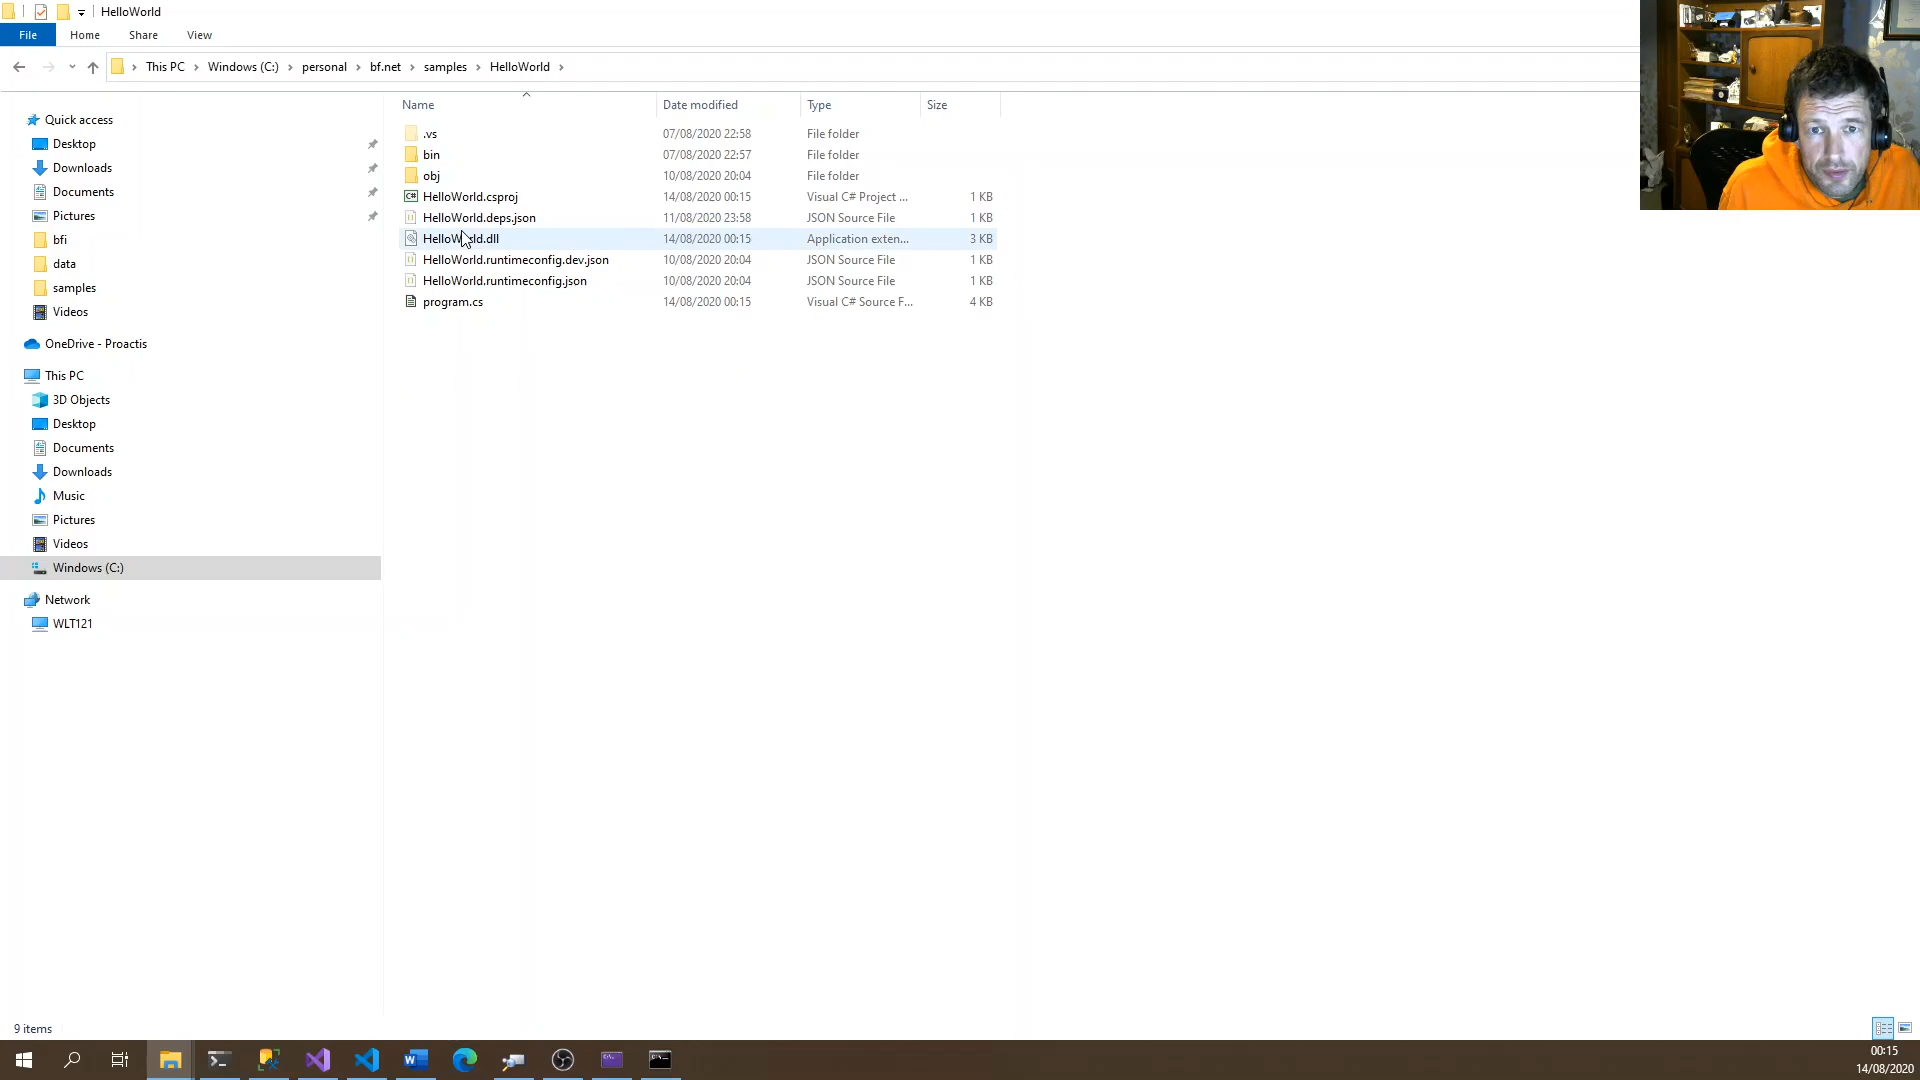 HelloWorld
File Home Share View
This PC Windows (C:) personal bf.net samples HelloWorld
Name Date modified Type Size
Quick access
Desktop
Downloads
Documents
Pictures
bfi
data
samples
Videos
OneDrive - Proactis
This PC
3D Objects
Desktop
Documents
Downloads
Music
Pictures
Videos
Windows (C:)
Network
WLT121
.vs 07/08/2020 22:58 File folder
bin 07/08/2020 22:57 File folder
obj 10/08/2020 20:04 File folder
HelloWorld.csproj 14/08/2020 00:15 Visual C# Project ... 1 KB
HelloWorld.deps.json 11/08/2020 23:58 JSON Source File 1 KB
HelloWorld.dll 14/08/2020 00:15 Application exten... 3 KB
HelloWorld.runtimeconfig.dev.json 10/08/2020 20:04 JSON Source File 1 KB
HelloWorld.runtimeconfig.json 10/08/2020 20:04 JSON Source File 1 KB
program.cs 14/08/2020 00:15 Visual C# Source F... 4 KB
9 items
00:15
14/08/2020